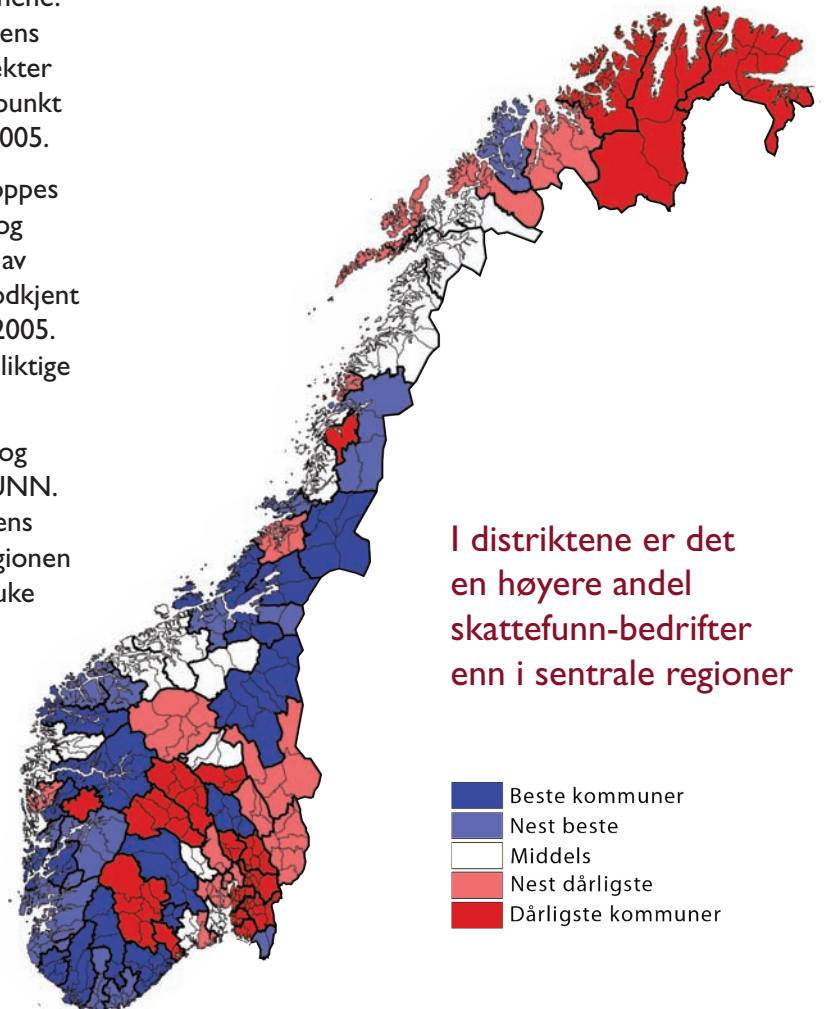 ens
ekter
punkt
005.
oppes
og
av
odkjent
2005.
liktige
og
UNN.
ens
gionen
uke
I distriktene er det
en høyere andel
skattefunn-bedrifter
enn i sentrale regioner
Beste kommuner
Nest beste
Middels
Nest dårligste
Dårligste kommuner